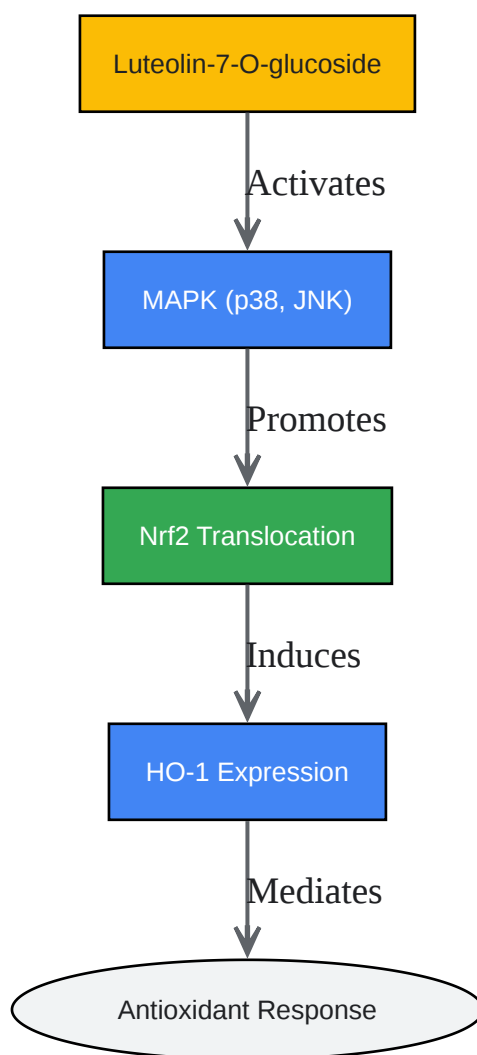 Luteolin-7-O-glucoside
Activates
MAPK (p38, JNK)
Promotes
Nrf2 Translocation
Induces
HO-1 Expression
Mediates
Antioxidant Response